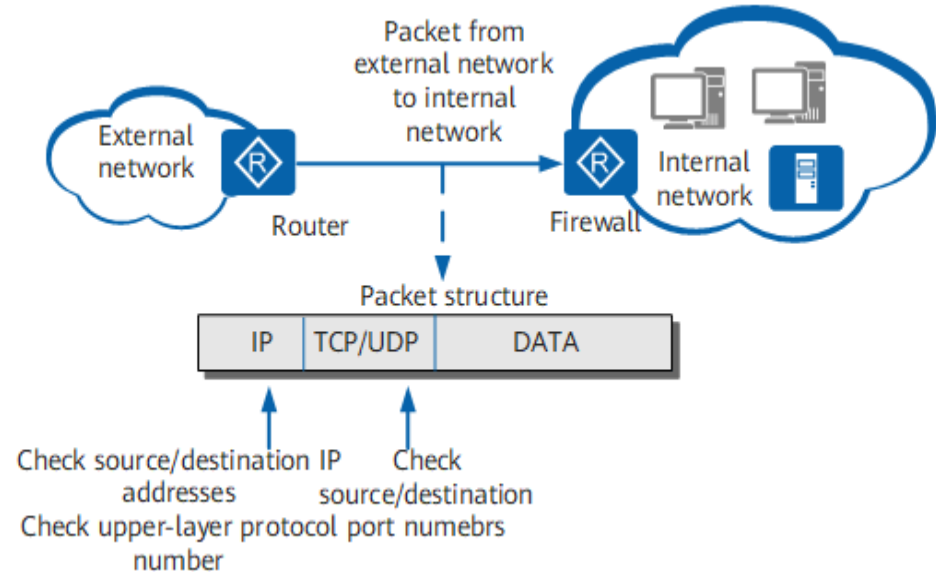 Packet from
external network
to internal
network
External
network
R
Router
R
Firewall
Internal
network
Packet structure
IP
TCP/UDP
DATA
Check source/destination IP
addresses
Check upper-layer protocol
number
Check
source/destination
port numebrs